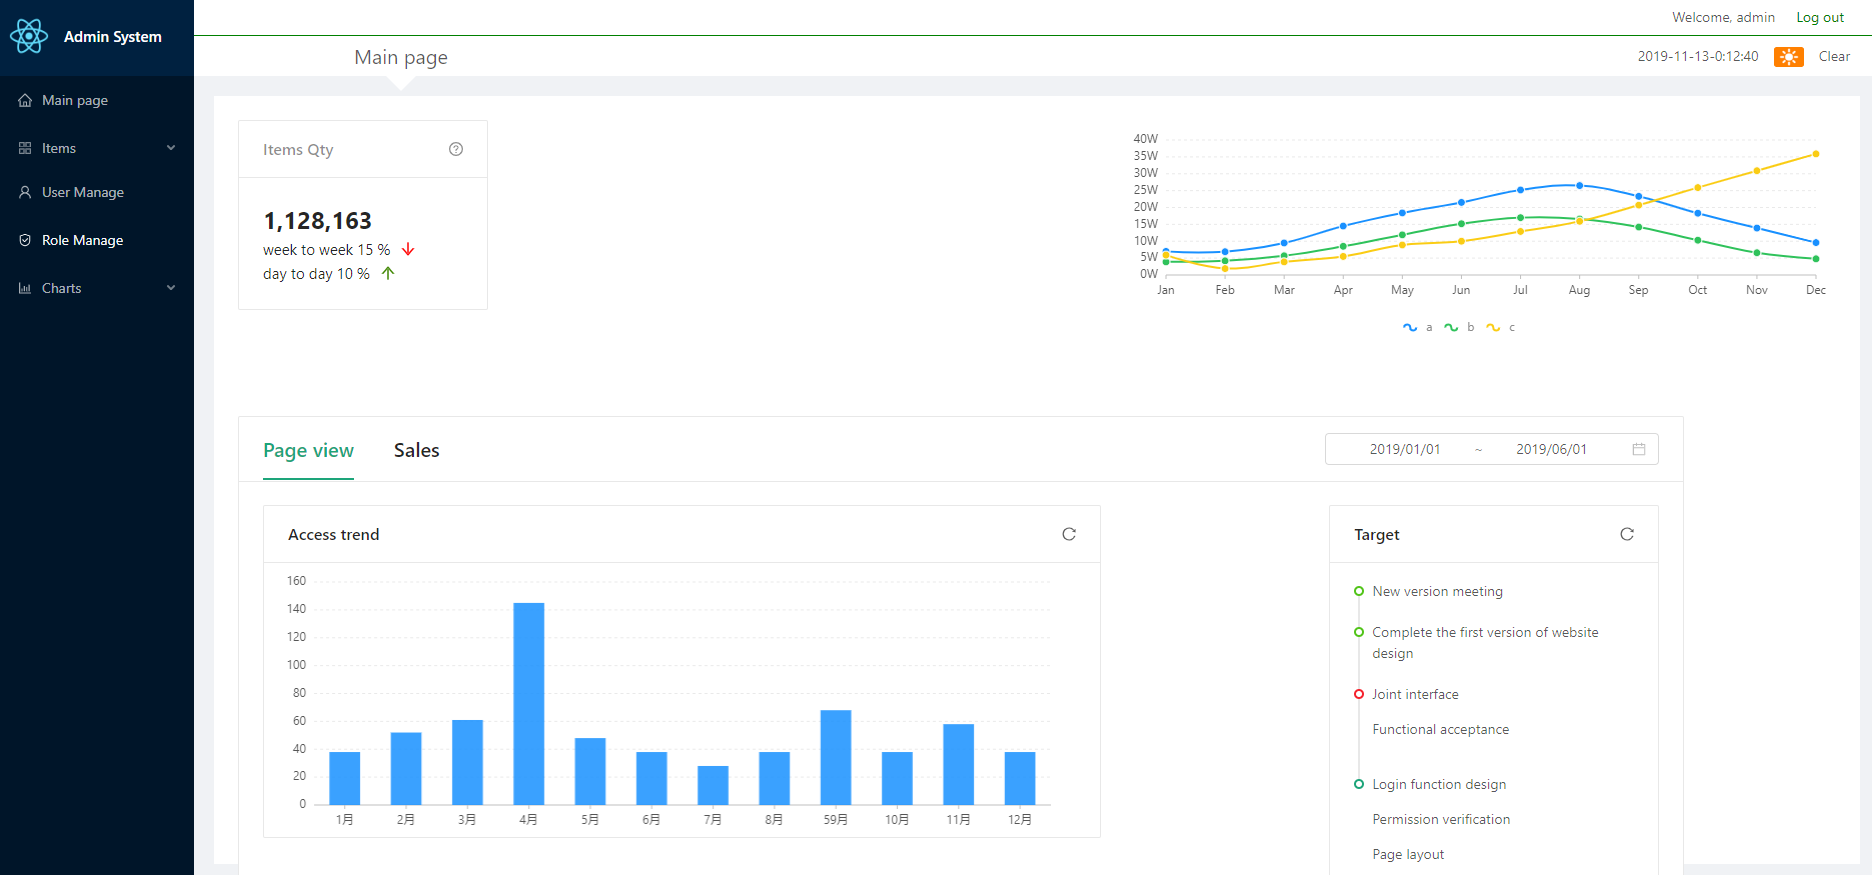 Admin System
Welcome, admin
Log out
Main page
2019-11-13-0:12:40
Clear
Main page
Items
User Manage
Role Manage
Charts
Items Qty
1,128,163
week to week 15 %
day to day 10 %
40W
35W
30W
25W
20W
15W
10W
5W
0W
Jan Feb Mar Apr May Jun Jul Aug Sep Oct Nov Dec
a b c
Page view
Sales
2019/01/01 ~ 2019/06/01
Access trend
160
140
120
100
80
60
40
20
0
1月 2月 3月 4月 5月 6月 7月 8月 59月 10月 11月 12月
Target
New version meeting
Complete the first version of website
design
Joint interface
Functional acceptance
Login function design
Permission verification
Page layout